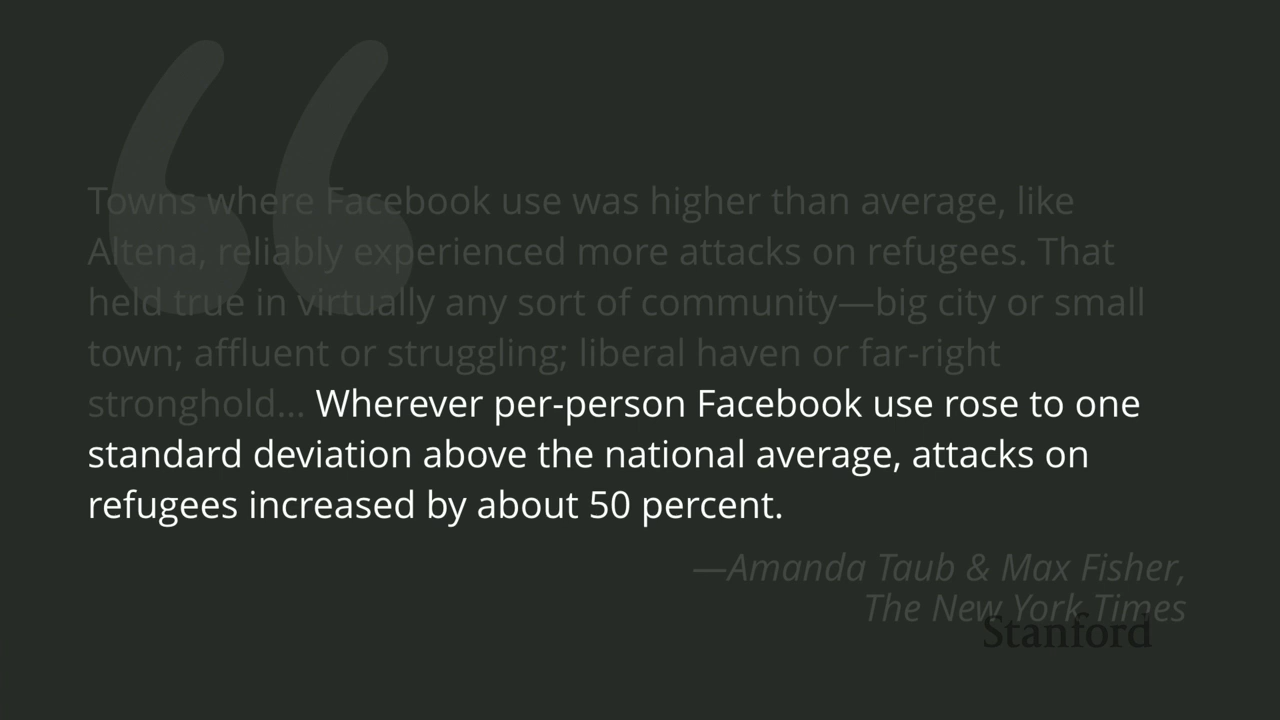 Towns where Facebook use was higher than average, like
Altena, reliably experienced more attacks on refugees. That
held true in virtually any sort of community—big city or small
town; affluent or struggling; liberal haven or far-right
stronghold... Wherever per-person Facebook use rose to one
standard deviation above the national average, attacks on
refugees increased by about 50 percent.
—Amanda Taub & Max Fisher,
The New York Times
Stanford